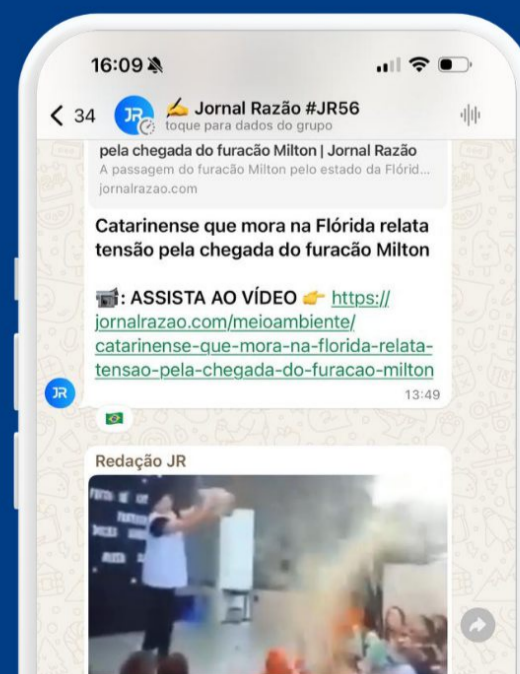 16:09
34
JR
✍️ Jornal Razão #JR56
toque para dados do grupo
pela chegada do furacão Milton | Jornal Razão
A passagem do furacão Milton pelo estado da Flórid...
jornalrazao.com
Catarinense que mora na Flórida relata
tensão pela chegada do furacão Milton
📹: ASSISTA AO VÍDEO 👉 https://
jornalrazao.com/meioambiente/
catarinense-que-mora-na-florida-relata-
tensao-pela-chegada-do-furacao-milton
13:49
JR
Redação JR